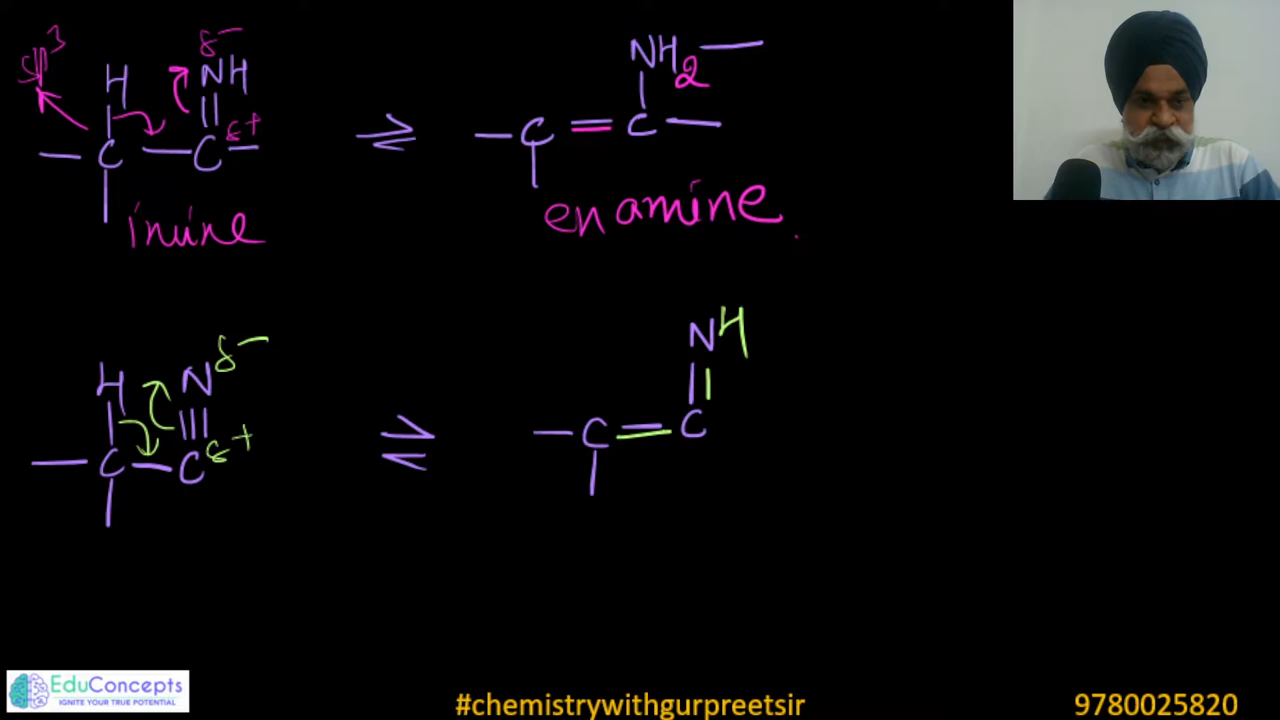 sp³ δ− NH₂
H NH
C C δ+ ⇌ C = C
imine enamine
H N δ− NH
C C δ+ ⇌ C = C
EduConcepts
IGNITE YOUR TRUE POTENTIAL
#chemistrywithgurpreetsir
9780025820